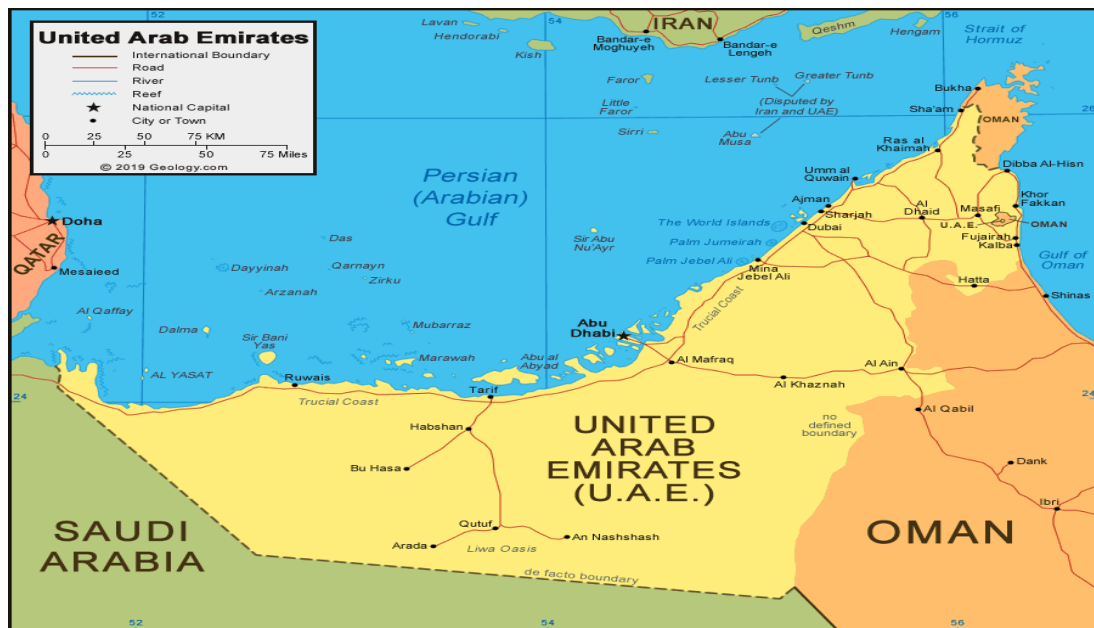 52
54
56
United Arab Emirates
International Boundary
Road
River
Reef
National Capital
City or Town
0 25 50 75 KM
0 25 50 75 Miles
© 2019 Geology.com
Lavan
Hendorabi
Kish
Bandar-e
Moghuyeh
IRAN
Bandar-e
Lengeh
Qeshm
Hengam
Strait of
Hormuz
Faror
Lesser Tunb
Greater Tunb
(Disputed by
Iran and UAE)
Little
Faror
Sirri
Abu
Musa
Bukha
Sha'am
26
OMAN
Ras al
Khaimah
Dibba Al-Hisn
Umm al
Quwain
Persian
(Arabian)
Gulf
Ajman
Sharjah
Dubai
Al
Dhaid
Masafi
Khor
Fakkan
U.A.E.
OMAN
The World Islands
Palm Jumeirah
Palm Jebel Ali
Fujairah
Kalba
Gulf of
Oman
Doha
QATAR
Mesaieed
Das
Sir Abu
Nu'Ayr
Dayyinah
Qarnayn
Zirku
Arzanah
Mina
Jebel Ali
Hatta
Shinas
Trucial Coast
Al Qaffay
Dalma
Sir Bani
Yas
Mubarraz
Abu
Dhabi
Marawah
Abu al
Abyad
Al Mafraq
Al Ain
Al Khaznah
AL YASAT
Ruwais
Tarif
24
24
Trucial Coast
Al Qabil
Habshan
UNITED
ARAB
EMIRATES
(U.A.E.)
no
defined
boundary
Bu Hasa
Dank
Ibri
Qutuf
Arada
Liwa Oasis
An Nashshash
SAUDI
ARABIA
OMAN
de facto boundary
52
54
56